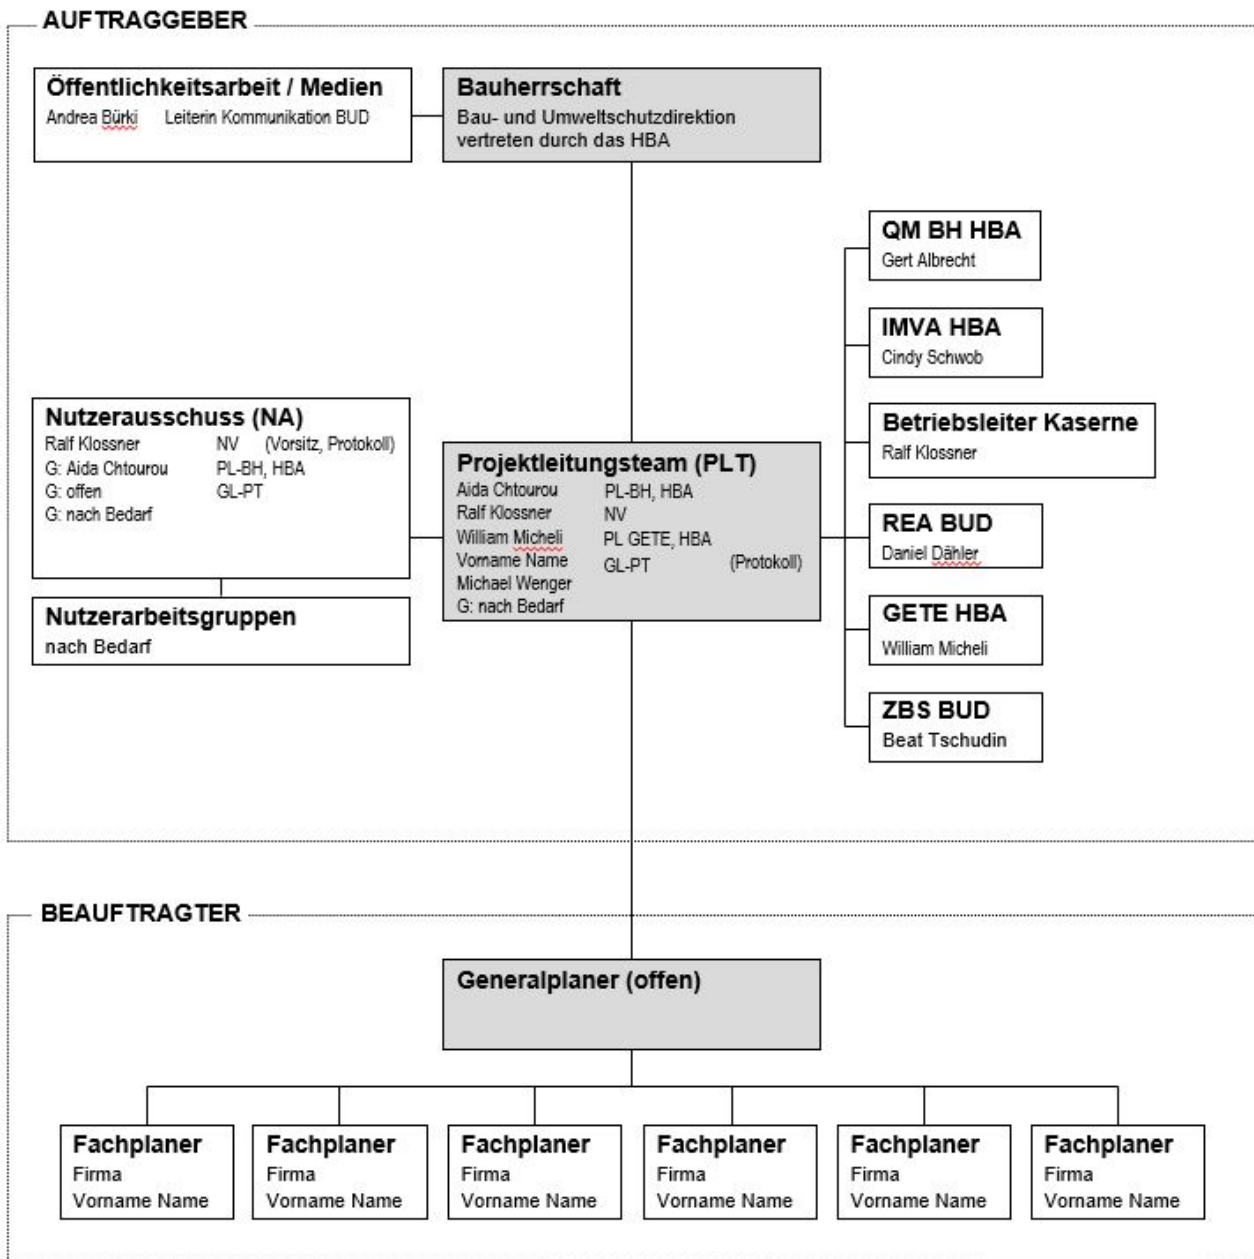 AUFTRAGGEBER
Öffentlichkeitsarbeit / Medien
Andrea Bürki Leiterin Kommunikation BUD
Bauherrschaft
Bau- und Umweltschutzdirektion
vertreten durch das HBA
QM BH HBA
Gert Albrecht
IMVA HBA
Cindy Schwob
Betriebsleiter Kaserne
Ralf Klossner
REA BUD
Daniel Dähler
GETE HBA
William Micheli
ZBS BUD
Beat Tschudin
Nutzerausschuss (NA)
Ralf Klossner NV (Vorsitz, Protokoll)
G: Aida Chtourou PL-BH, HBA
G: offen GL-PT
G: nach Bedarf
Nutzerarbeitsgruppen
nach Bedarf
Projektleitungsteam (PLT)
Aida Chtourou PL-BH, HBA
Ralf Klossner NV
William Micheli PL GETE, HBA
Vorname Name GL-PT (Protokoll)
Michael Wenger
G: nach Bedarf
BEAUFTRAGTER
Generalplaner (offen)
Fachplaner
Firma
Vorname Name
Fachplaner
Firma
Vorname Name
Fachplaner
Firma
Vorname Name
Fachplaner
Firma
Vorname Name
Fachplaner
Firma
Vorname Name
Fachplaner
Firma
Vorname Name